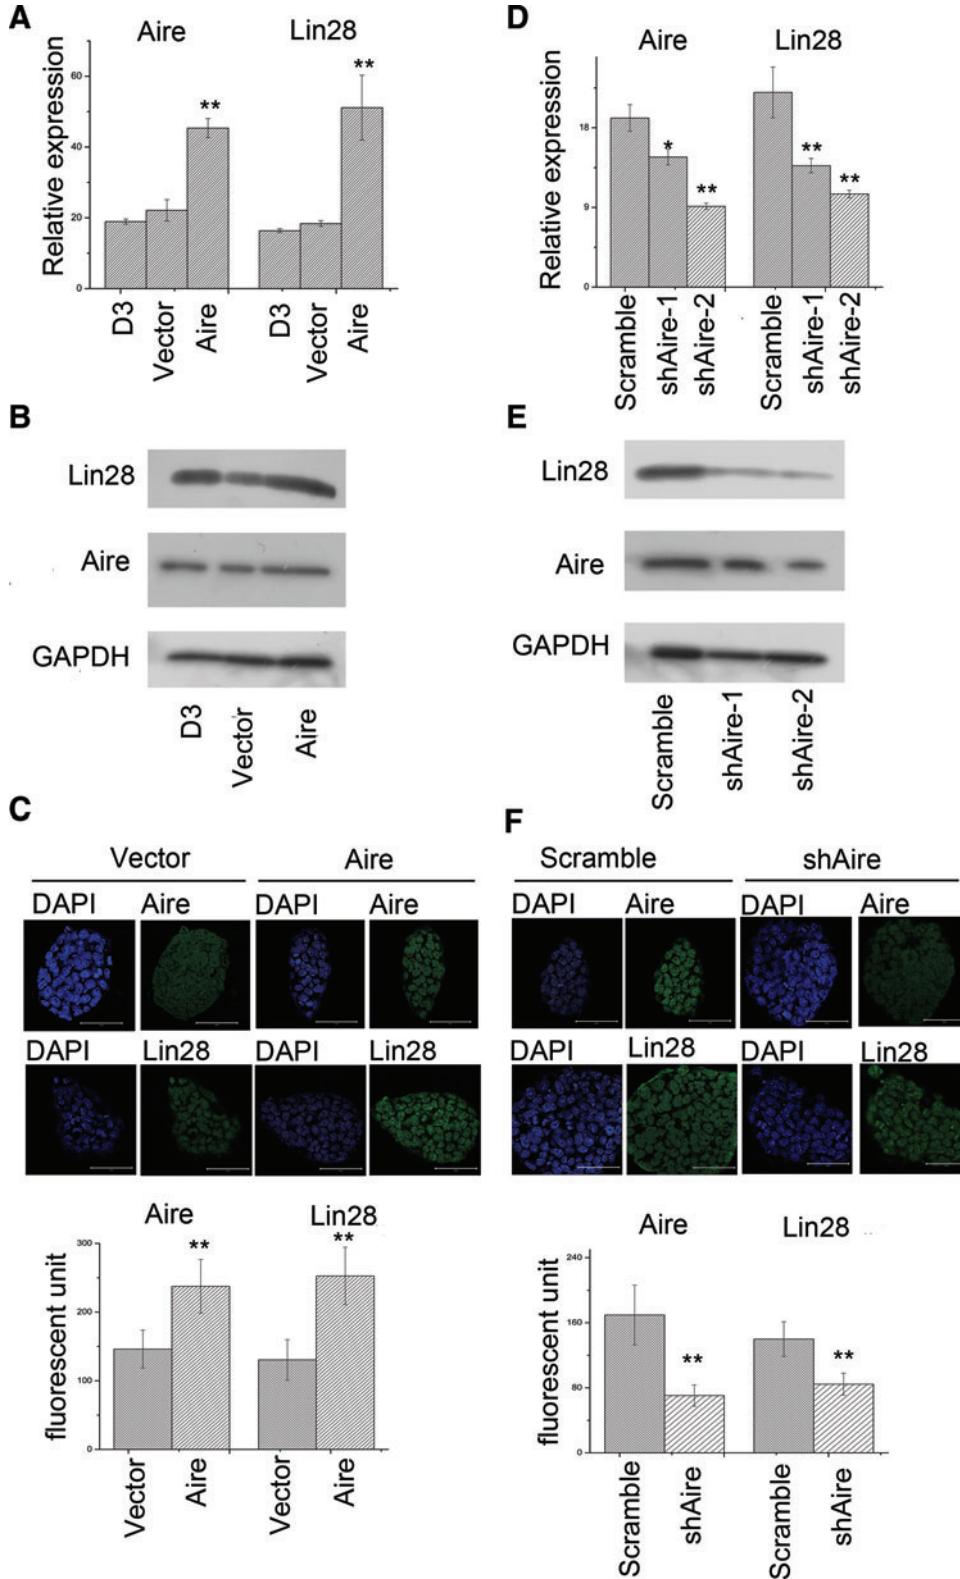 A
Aire Lin28
Relative expression
60
40
20
0
** **
D3 Vector Aire D3 Vector Aire
B
Lin28
Aire
GAPDH
D3 Vector Aire
C
Vector Aire
DAPI Aire DAPI Aire
DAPI Lin28 DAPI Lin28
Aire Lin28
fluorescent unit
300
200
100
0
** **
Vector Aire Vector Aire
D
Aire Lin28
Relative expression
18
9
0
* ** ** **
Scramble shAire-1 shAire-2 Scramble shAire-1 shAire-2
E
Lin28
Aire
GAPDH
Scramble shAire-1 shAire-2
F
Scramble shAire
DAPI Aire DAPI Aire
DAPI Lin28 DAPI Lin28
Aire Lin28
fluorescent unit
240
160
80
0
** **
Scramble shAire Scramble shAire